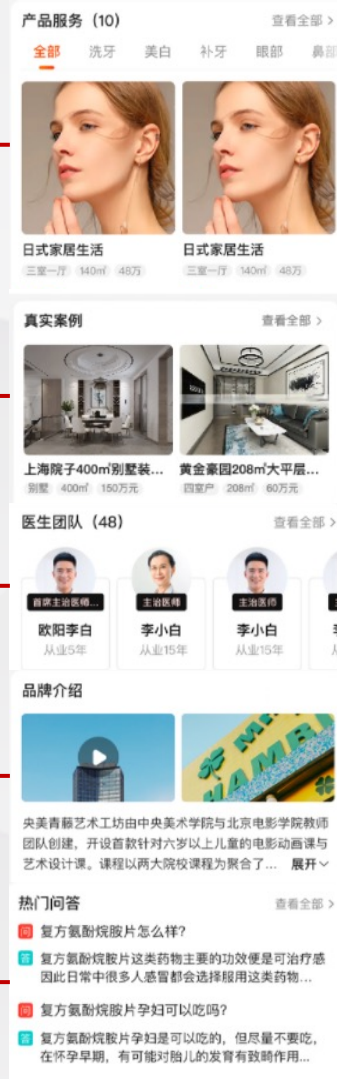 产品服务（10） 查看全部 >
全部 洗牙 美白 补牙 眼部 鼻部
日式家居生活 日式家居生活
三室一厅 140㎡ 48万 三室一厅 140㎡ 48万
真实案例 查看全部 >
上海院子400㎡别墅装... 黄金豪园208㎡大平层...
别墅 400㎡ 150万元 四室户 208㎡ 60万元
医生团队（48） 查看全部 >
首席主治医师... 主治医师 主治医师
欧阳李白 李小白 李小白
从业5年 从业15年 从业15年
品牌介绍
HAMBI
央美青藤艺术工坊由中央美术学院与北京电影学院教师
团队创建，开设首款针对六岁以上儿童的电影动画课与
艺术设计课。课程以两大院校课程为聚合了... 展开
热门问答 查看全部 >
问 复方氨酚烷胺片怎么样?
答 复方氨酚烷胺片这类药物主要的功效便是可治疗感
因此日常中很多人感冒都会选择服用这类药物...
问 复方氨酚烷胺片孕妇可以吃吗?
答 复方氨酚烷胺片孕妇是可以吃的，但尽量不要吃，
在怀孕早期，有可能对胎儿的发育有致畸作用...